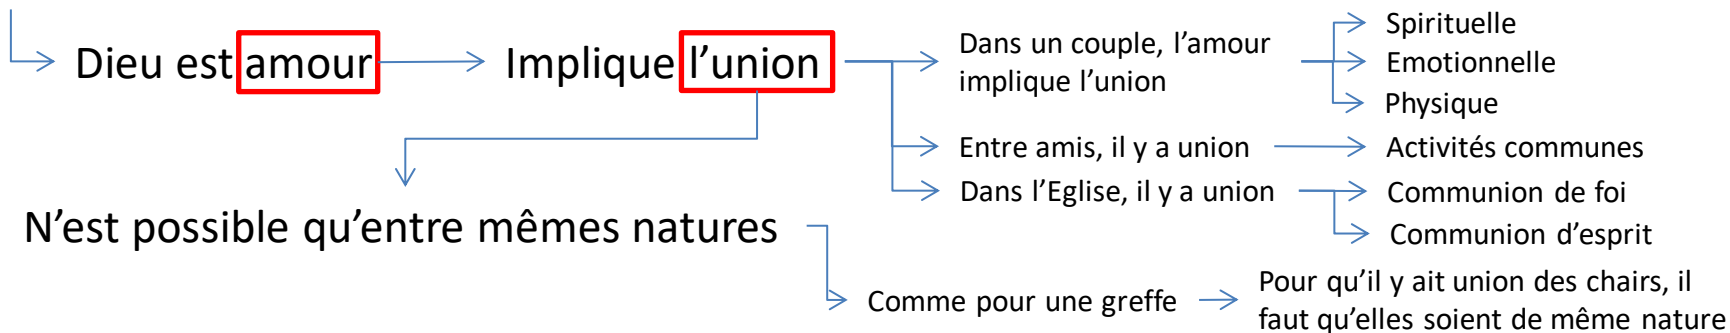 Dieu est amour
Implique l’union
Dans un couple, l’amour
implique l’union
Spirituelle
Emotionnelle
Physique
Entre amis, il y a union
Activités communes
Dans l’Eglise, il y a union
Communion de foi
Communion d'esprit
N’est possible qu’entre mêmes natures
Comme pour une greffe
Pour qu’il y ait union des chairs, il
faut qu’elles soient de même nature